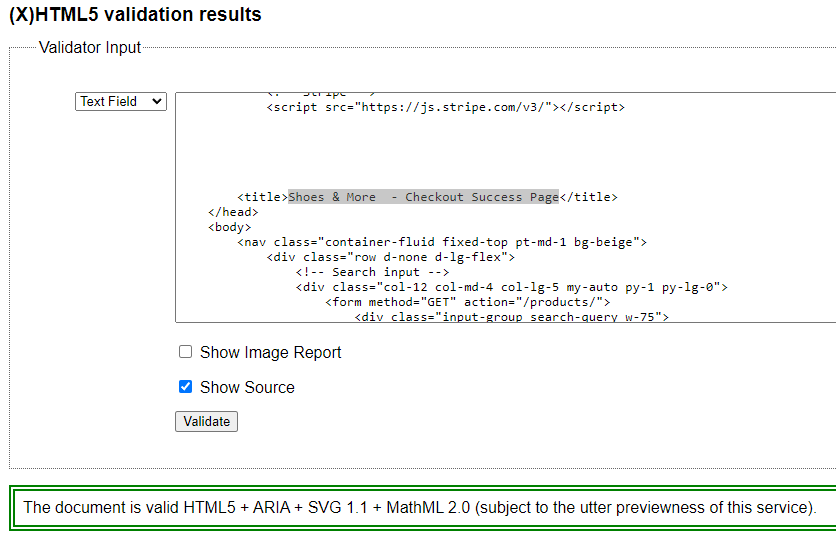 (X)HTML5 validation results
Validator Input
Text Field
<script src="https://js.stripe.com/v3/"></script>
<title>Shoes & More  - Checkout Success Page</title>
</head>
<body>
<nav class="container-fluid fixed-top pt-md-1 bg-beige">
<div class="row d-none d-lg-flex">
<!-- Search input -->
<div class="col-12 col-md-4 col-lg-5 my-auto py-1 py-lg-0">
<form method="GET" action="/products/">
<div class="input-group search-query w-75">
Show Image Report
Show Source
Validate
The document is valid HTML5 + ARIA + SVG 1.1 + MathML 2.0 (subject to the utter previewness of this service).